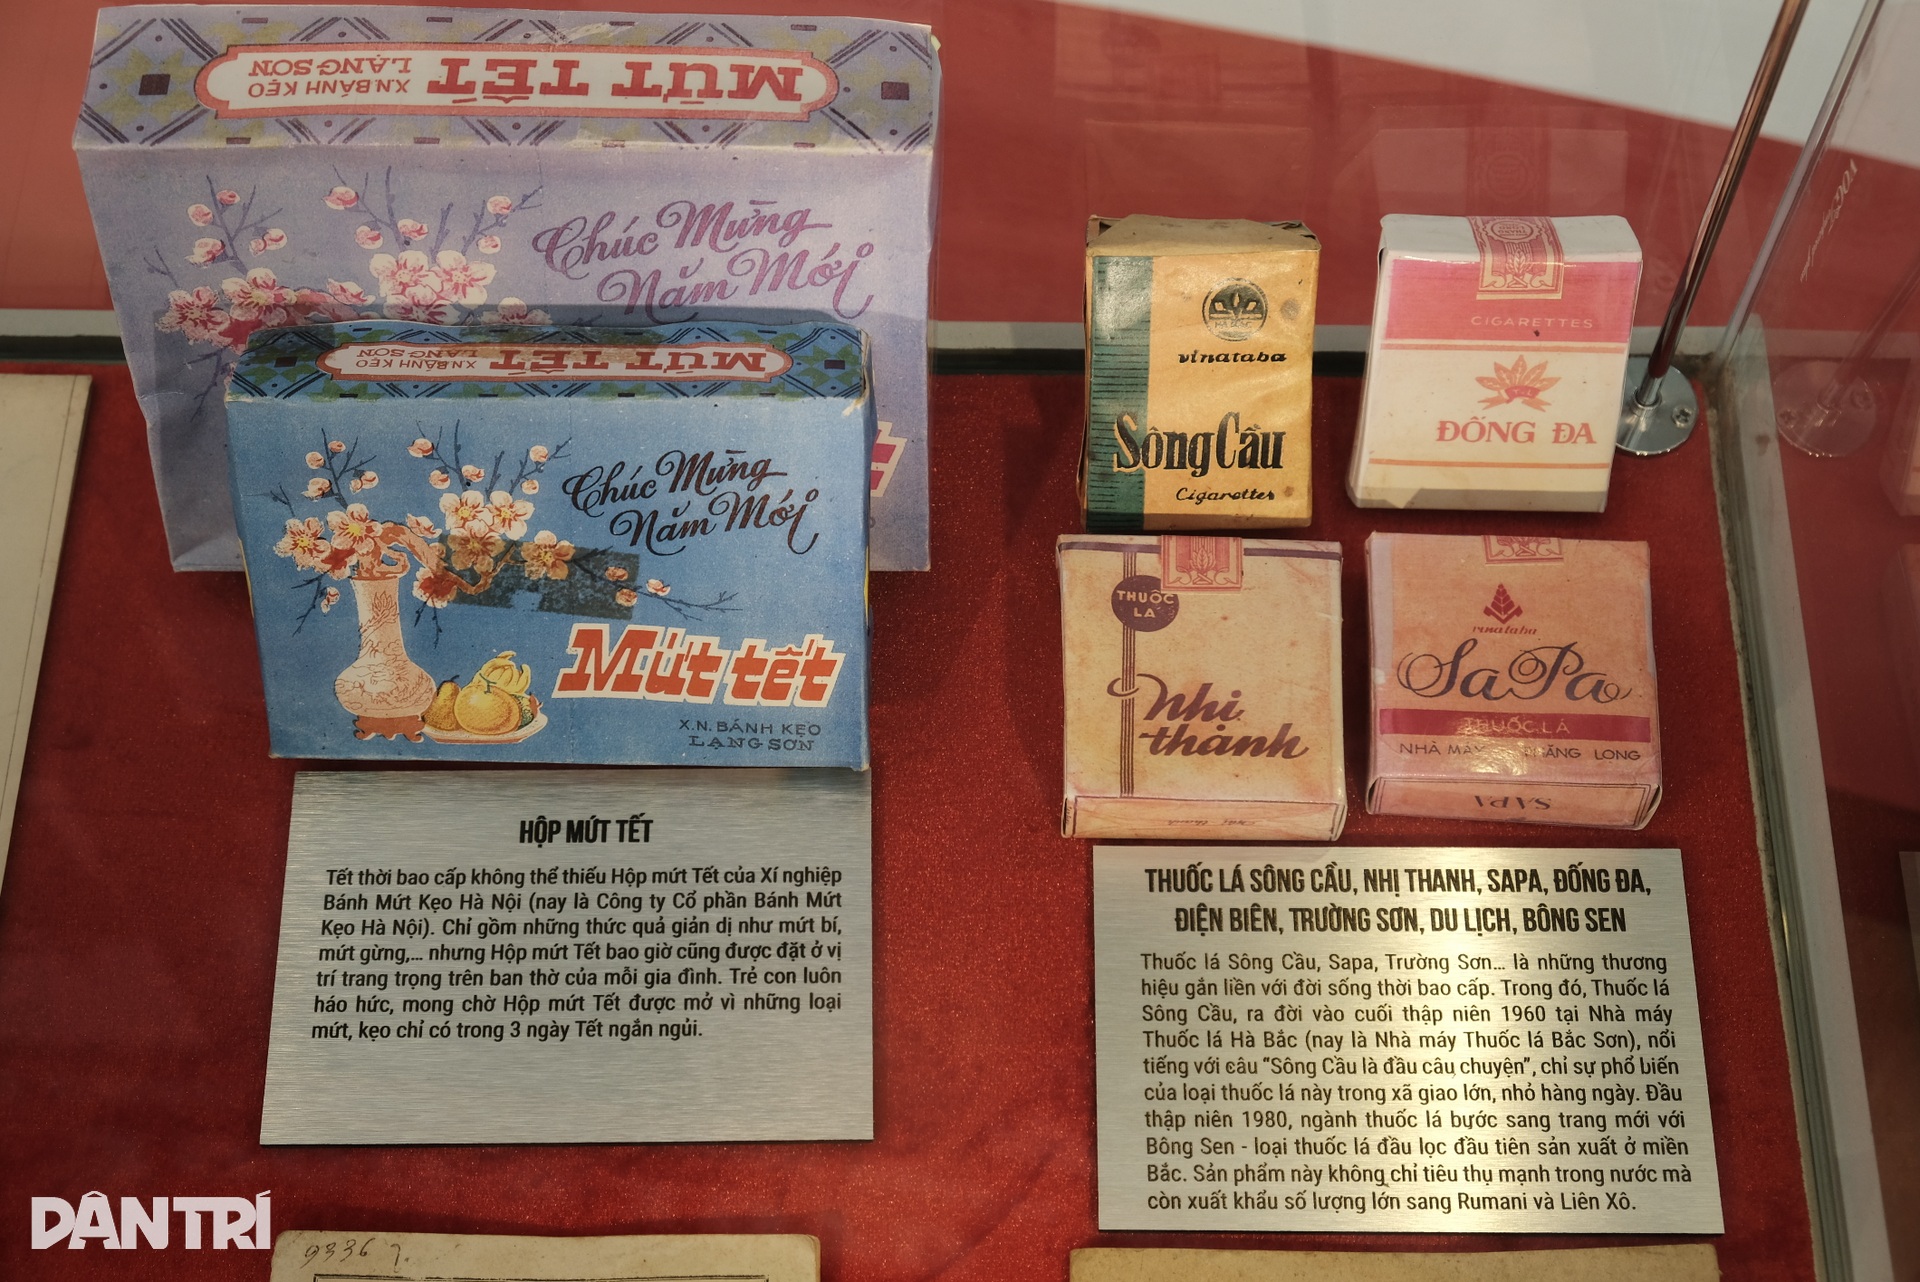 MỨT TẾT X.N.BÁNH KẸO
LẠNG SƠN
Chúc Mừng
Năm Mới
MỨT TẾT X.N.BÁNH KẸO
LẠNG SƠN
Chúc Mừng
Năm Mới
Mứt tết
X.N. BÁNH KẸO
LẠNG SƠN
HÀ BẮC
vinataba
Sông Cầu
Cigarettes
CIGARETTES
ĐỐNG ĐA
THUỐC
LÁ
Nhị
thanh
vinataba
SaPa
THUỐC LÁ
NHÀ MÁY THĂNG LONG
SAPA
HỘP MỨT TẾT
Tết thời bao cấp không thể thiếu Hộp mứt Tết của Xí nghiệp
Bánh Mứt Kẹo Hà Nội (nay là Công ty Cổ phần Bánh Mứt
Kẹo Hà Nội). Chỉ gồm những thức quả giản dị như mứt bí,
mứt gừng,... nhưng Hộp mứt Tết bao giờ cũng được đặt ở vị
trí trang trọng trên ban thờ của mỗi gia đình. Trẻ con luôn
háo hức, mong chờ Hộp mứt Tết được mở vì những loại
mứt, kẹo chỉ có trong 3 ngày Tết ngắn ngủi.
THUỐC LÁ SÔNG CẦU, NHỊ THANH, SAPA, ĐỐNG ĐA,
ĐIỆN BIÊN, TRƯỜNG SƠN, DU LỊCH, BÔNG SEN
Thuốc lá Sông Cầu, Sapa, Trường Sơn... là những thương
hiệu gắn liền với đời sống thời bao cấp. Trong đó, Thuốc lá
Sông Cầu, ra đời vào cuối thập niên 1960 tại Nhà máy
Thuốc lá Hà Bắc (nay là Nhà máy Thuốc lá Bắc Sơn), nổi
tiếng với câu “Sông Cầu là đầu câu chuyện”, chỉ sự phổ biến
của loại thuốc lá này trong xã giao lớn, nhỏ hàng ngày. Đầu
thập niên 1980, ngành thuốc lá bước sang trang mới với
Bông Sen - loại thuốc lá đầu lọc đầu tiên sản xuất ở miền
Bắc. Sản phẩm này không chỉ tiêu thụ mạnh trong nước mà
còn xuất khẩu số lượng lớn sang Rumani và Liên Xô.
DÂN TRÍ
9336